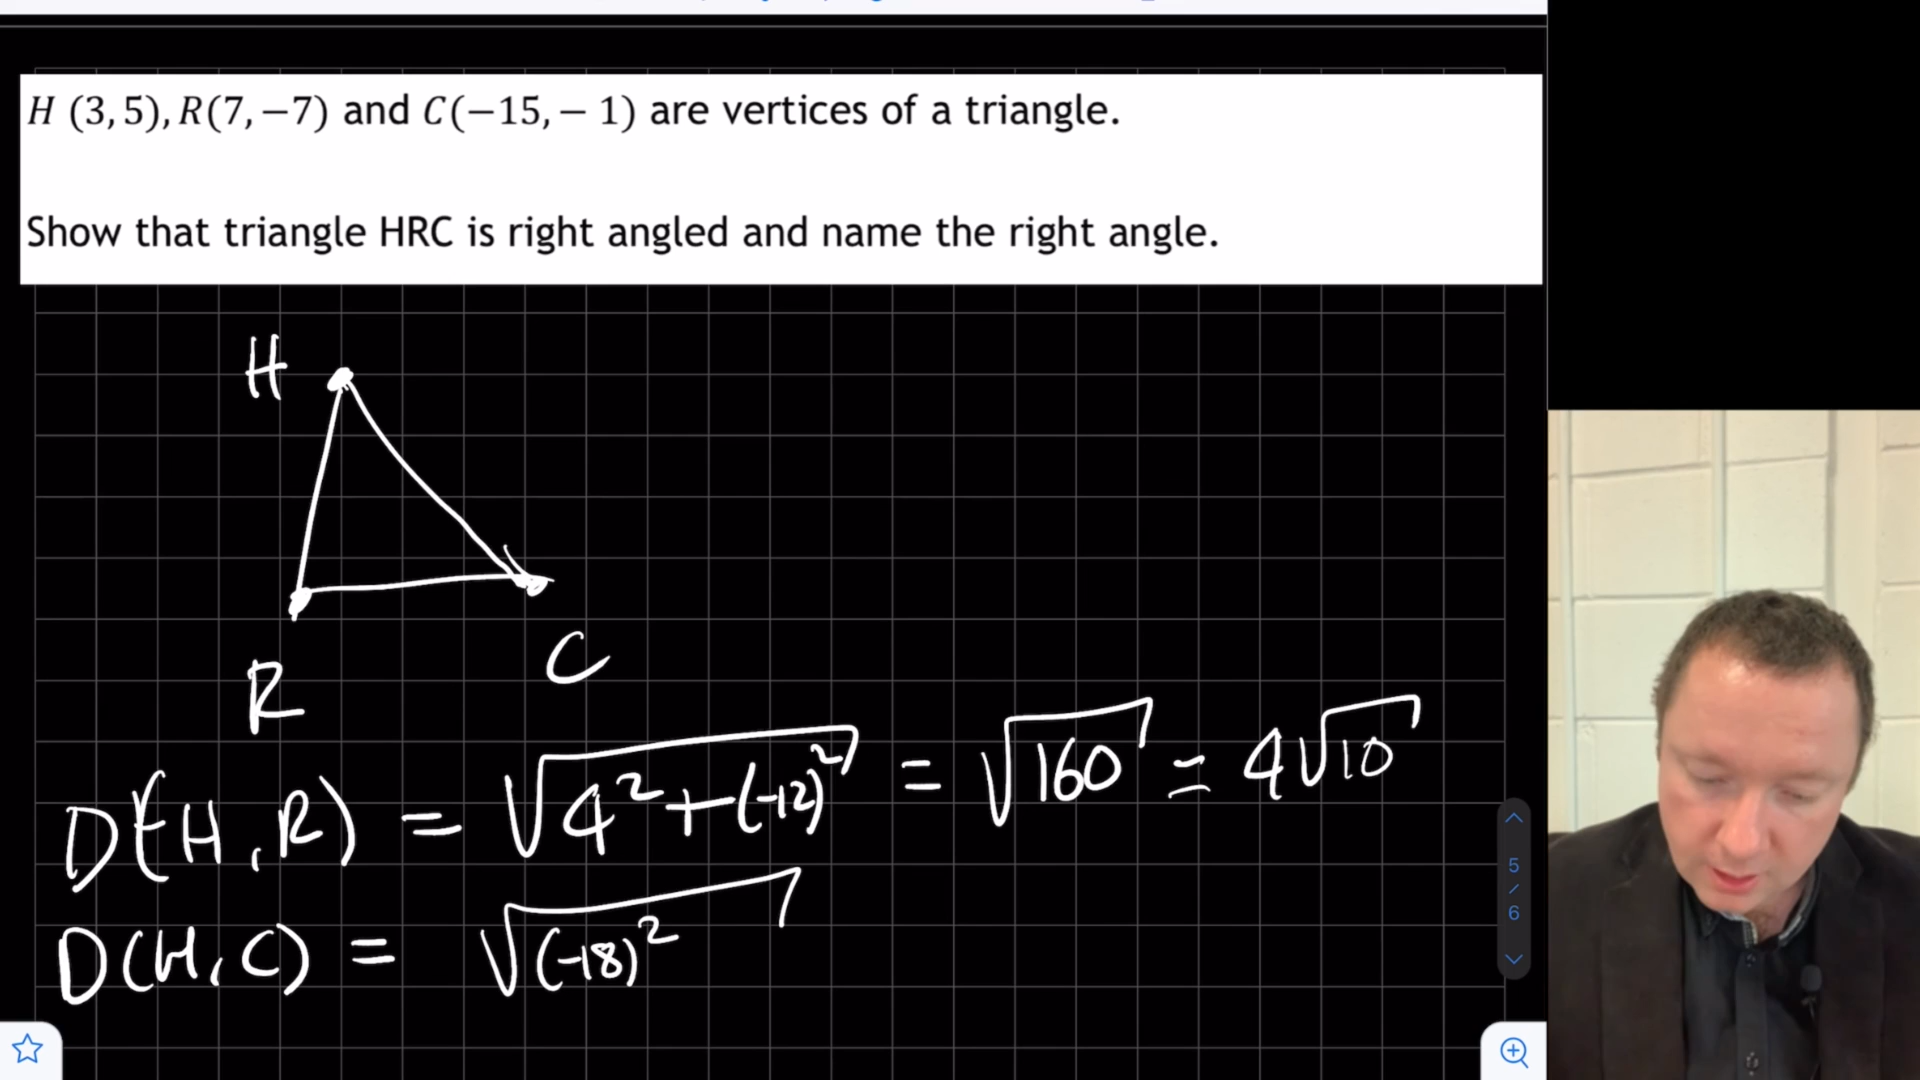 H (3, 5), R(7, −7) and C(−15, − 1) are vertices of a triangle.
Show that triangle HRC is right angled and name the right angle.
H
R
C
D(H,R) = √(4² + (-12)²) = √160 = 4√10
D(H,C) = √((-18)²
5
/
6